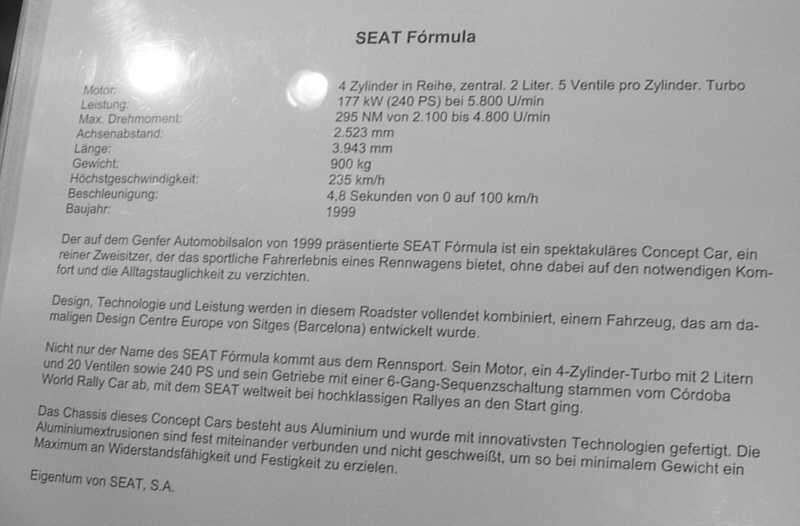 SEAT Fórmula
Motor: 4 Zylinder in Reihe, zentral. 2 Liter. 5 Ventile pro Zylinder. Turbo
Leistung: 177 kW (240 PS) bei 5.800 U/min
Max. Drehmoment: 295 NM von 2.100 bis 4.800 U/min
Achsenabstand: 2.523 mm
Länge: 3.943 mm
Gewicht: 900 kg
Höchstgeschwindigkeit: 235 km/h
Beschleunigung: 4,8 Sekunden von 0 auf 100 km/h
Baujahr: 1999
Der auf dem Genfer Automobilsalon von 1999 präsentierte SEAT Fórmula ist ein spektakuläres Concept Car, ein
reiner Zweisitzer, der das sportliche Fahrerlebnis eines Rennwagens bietet, ohne dabei auf den notwendigen Kom-
fort und die Alltagstauglichkeit zu verzichten.
Design, Technologie und Leistung werden in diesem Roadster vollendet kombiniert, einem Fahrzeug, das am da-
maligen Design Centre Europe von Sitges (Barcelona) entwickelt wurde.
Nicht nur der Name des SEAT Fórmula kommt aus dem Rennsport. Sein Motor, ein 4-Zylinder-Turbo mit 2 Litern
und 20 Ventilen sowie 240 PS und sein Getriebe mit einer 6-Gang-Sequenzschaltung stammen vom Córdoba
World Rally Car ab, mit dem SEAT weltweit bei hochklassigen Rallyes an den Start ging.
Das Chassis dieses Concept Cars besteht aus Aluminium und wurde mit innovativsten Technologien gefertigt. Die
Aluminiumextrusionen sind fest miteinander verbunden und nicht geschweißt, um so bei minimalem Gewicht ein
Maximum an Widerstandsfähigkeit und Festigkeit zu erzielen.
Eigentum von SEAT, S.A.